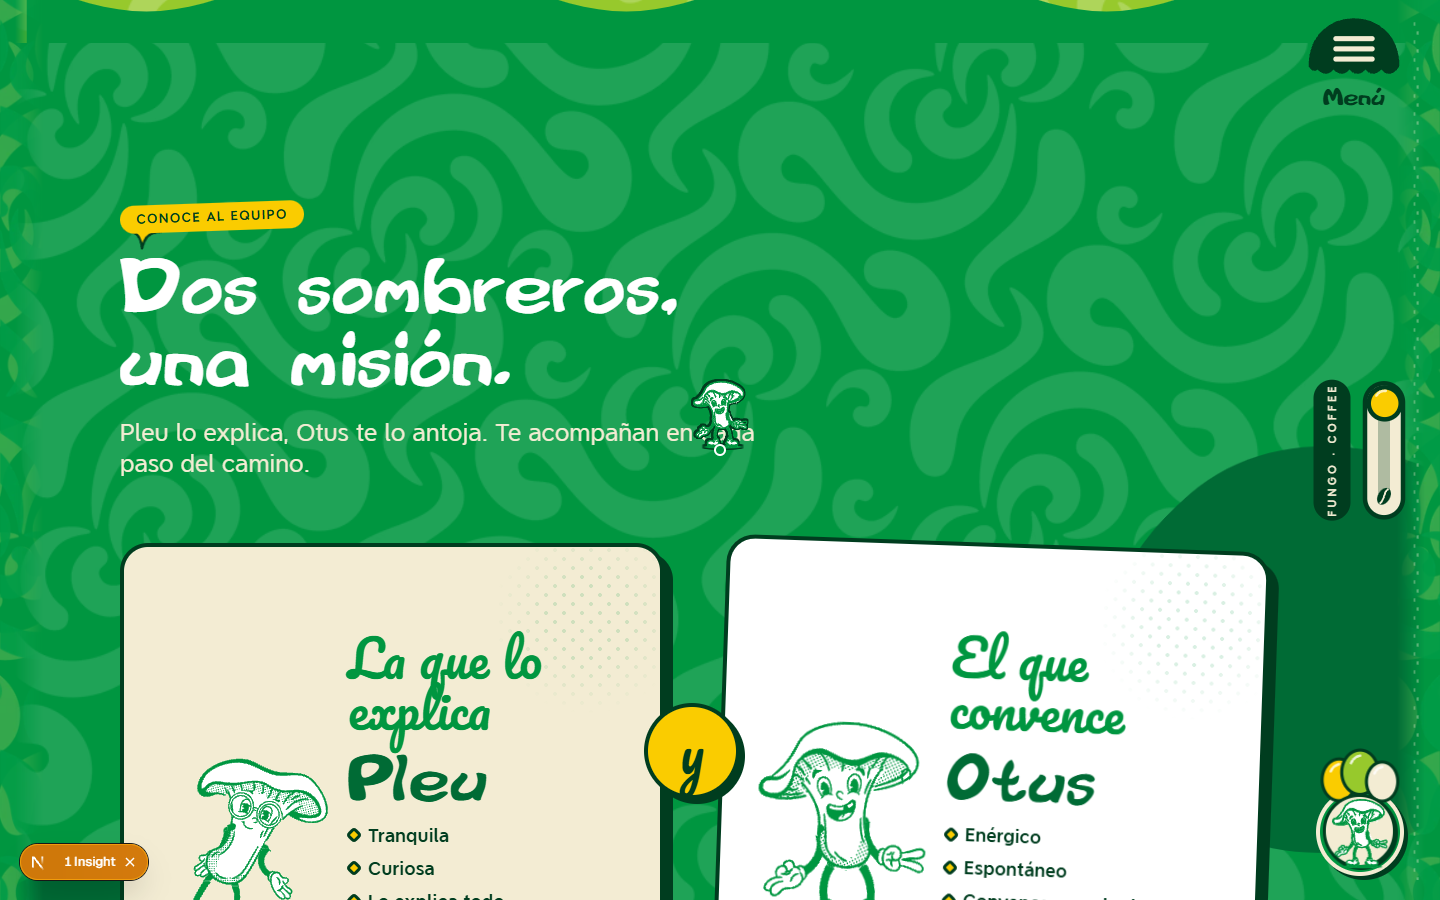 Menú
CONOCE AL EQUIPO
Dos sombreros,
una misión.
Pleu lo explica, Otus te lo antoja. Te acompañan en
paso del camino.
FUNGO . COFFEE
La que lo
explica
Pleu
Tranquila
Curiosa
y
El que
convence
Otus
Enérgico
Espontáneo
1 Insight